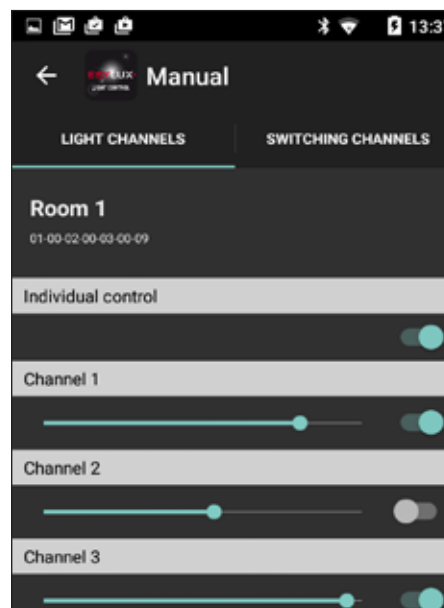 13:3
Manual
LIGHT CHANNELS SWITCHING CHANNELS
Room 1
01-00-02-00-03-00-09
Individual control
Channel 1
Channel 2
Channel 3